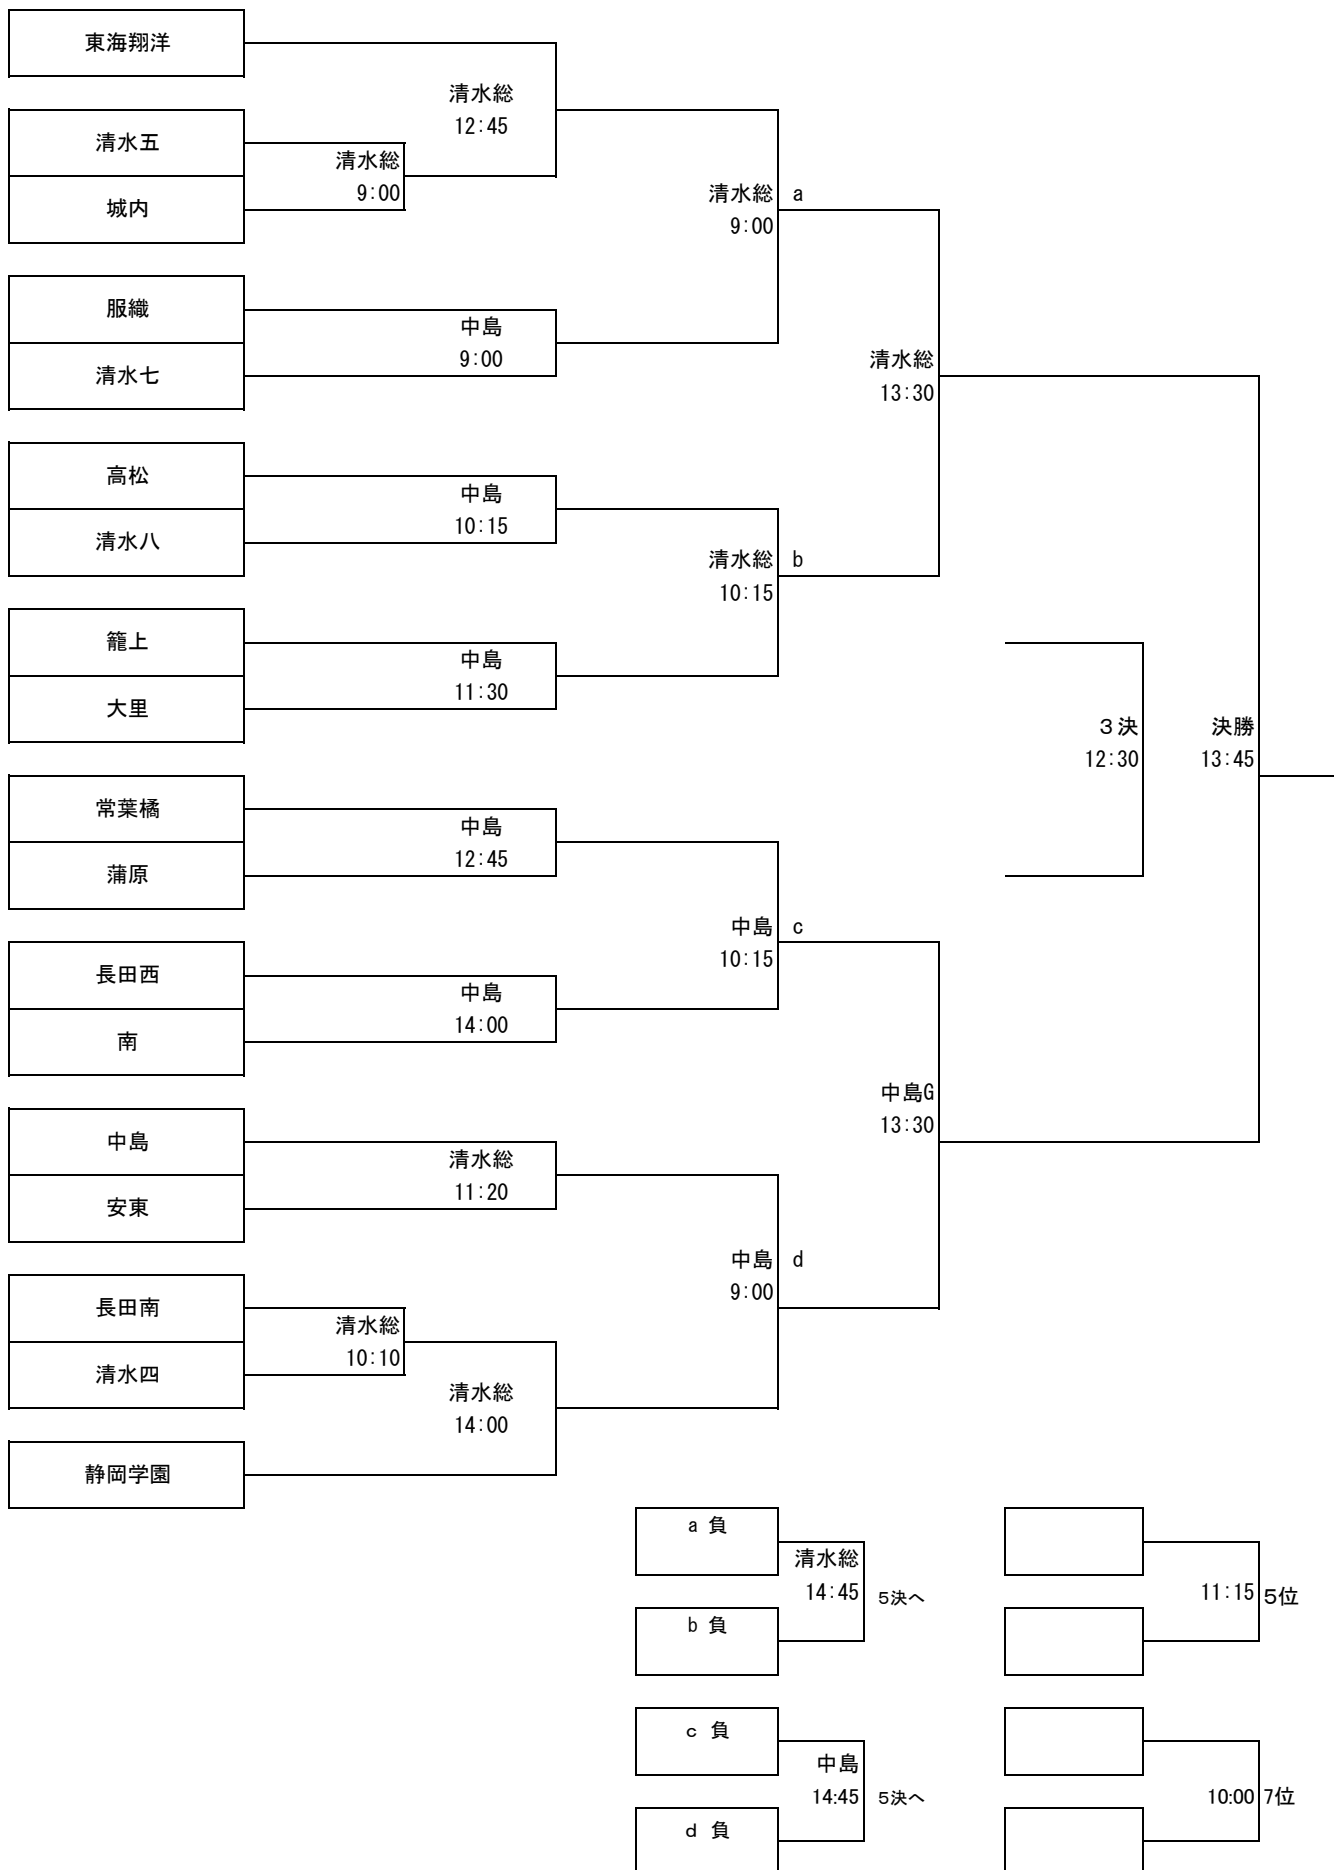 東海翔洋
清水総
12:45
清水五
清水総
9:00
城内
清水総 a
9:00
服織
中島
9:00
清水七
清水総
13:30
高松
中島
10:15
清水八
清水総 b
10:15
籠上
中島
11:30
大里
3決
12:30
決勝
13:45
常葉橘
中島
12:45
蒲原
中島 c
10:15
長田西
中島
14:00
南
中島G
13:30
中島
清水総
11:20
安東
中島 d
9:00
長田南
清水総
10:10
清水四
清水総
14:00
静岡学園
a 負
清水総
14:45 5決へ
b 負
11:15 5位
c 負
中島
14:45 5決へ
d 負
10:00 7位